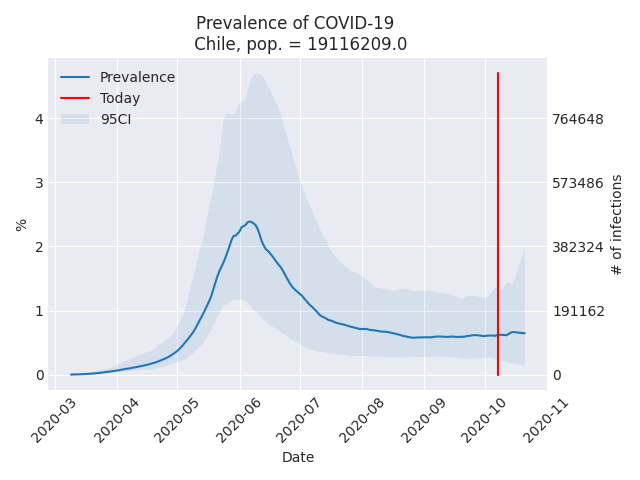 Prevalence of COVID-19
Chile, pop. = 19116209.0
Prevalence
Today
95CI
%
4
3
2
1
0
764648
573486
382324
191162
0
# of infections
2020-03
2020-04
2020-05
2020-06
2020-07
2020-08
2020-09
2020-10
2020-11
Date